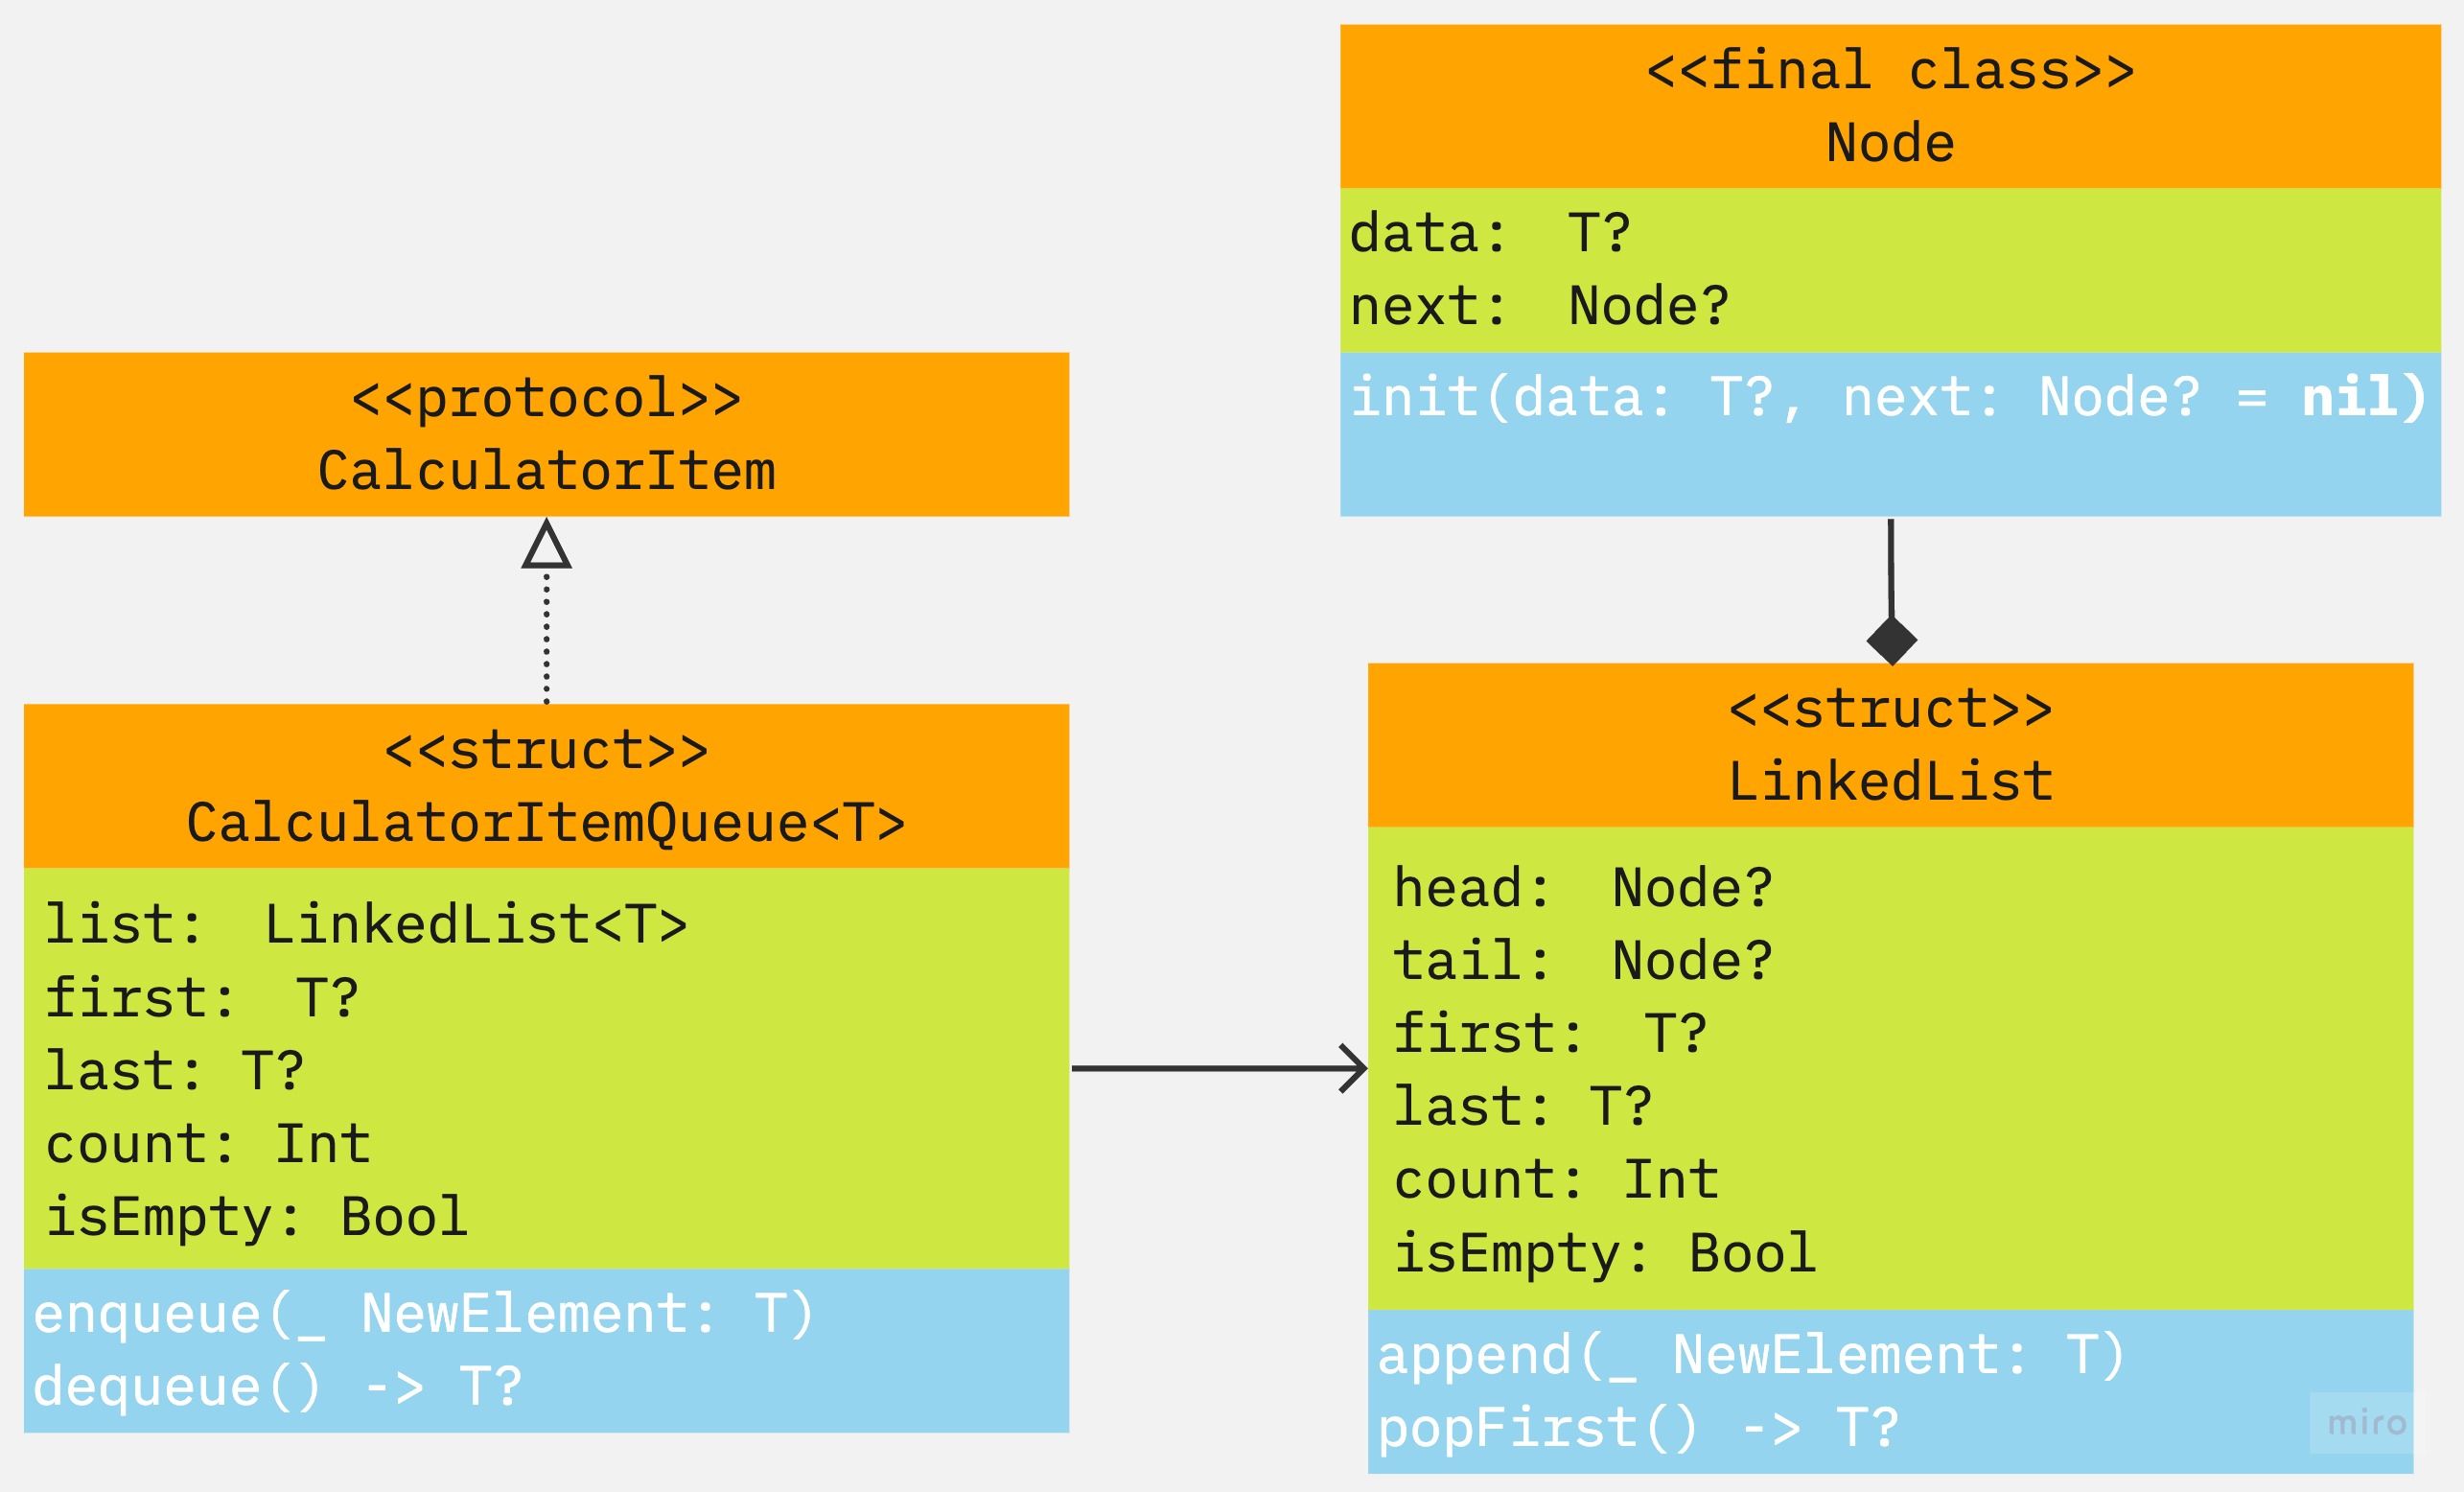 <<final class>>
Node
data:  T?
next:  Node?
init(data: T?, next: Node? = nil)
<<protocol>>
CalculatorItem
<<struct>>
CalculatorItemQueue<T>
list:  LinkedList<T>
first:  T?
last: T?
count: Int
isEmpty: Bool
enqueue(_ NewElement: T)
dequeue() -> T?
<<struct>>
LinkedList
head:  Node?
tail:  Node?
first:  T?
last: T?
count: Int
isEmpty: Bool
append(_ NewElement: T)
popFirst() -> T?
miro